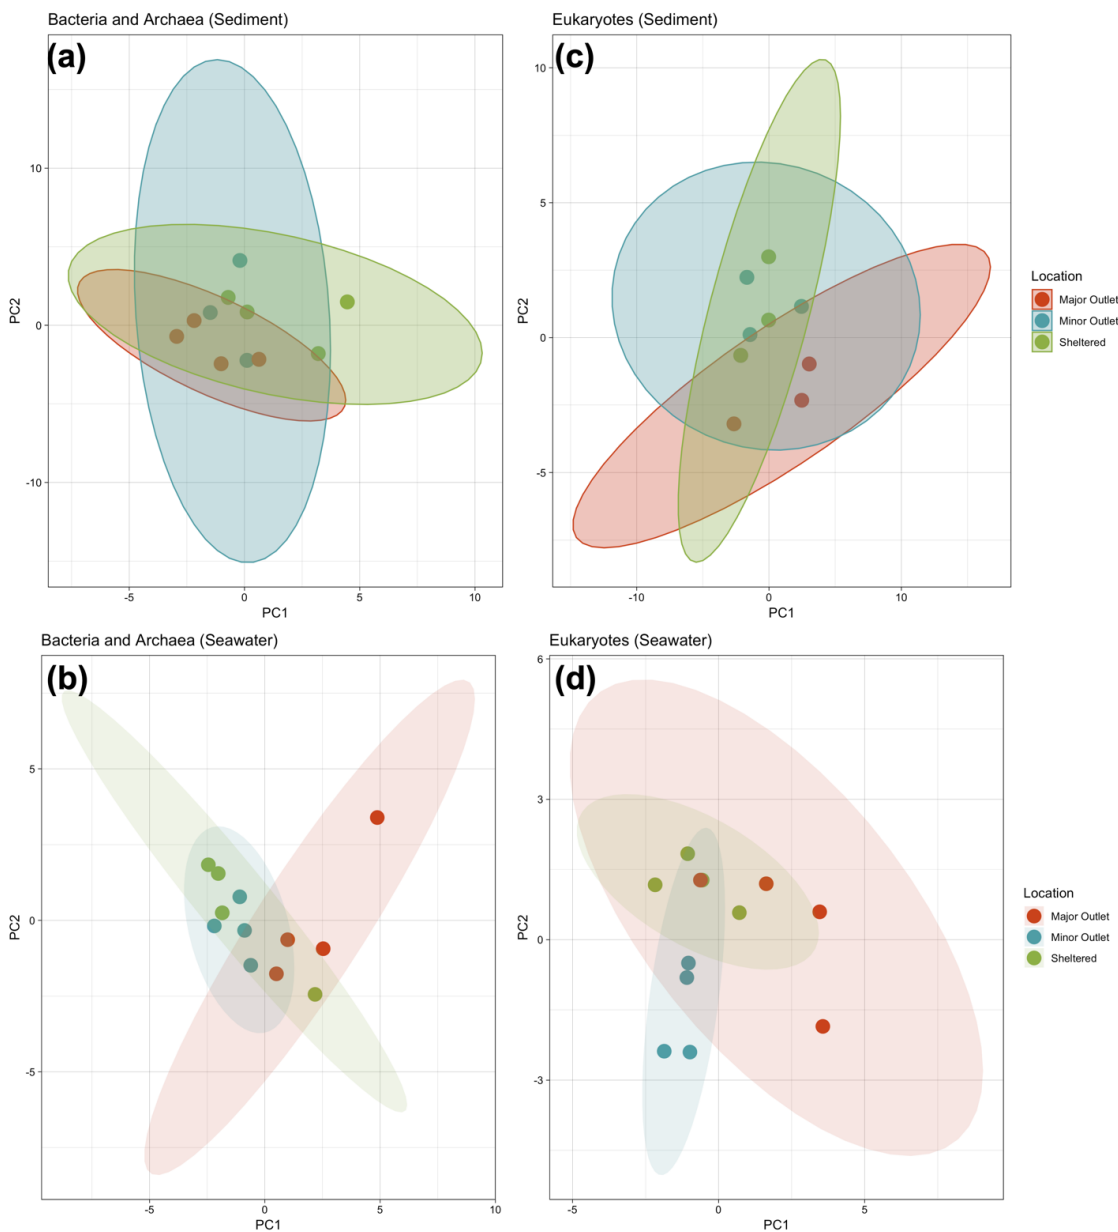 Bacteria and Archaea (Sediment)
(a)
10
0
-10
PC2
-5
0
5
10
PC1
Eukaryotes (Sediment)
(c)
10
5
0
-5
PC2
-10
0
10
PC1
Location
Major Outlet
Minor Outlet
Sheltered
Bacteria and Archaea (Seawater)
(b)
5
0
-5
PC2
-5
0
5
10
PC1
Eukaryotes (Seawater)
(d)
6
3
0
-3
PC2
-5
0
5
PC1
Location
Major Outlet
Minor Outlet
Sheltered